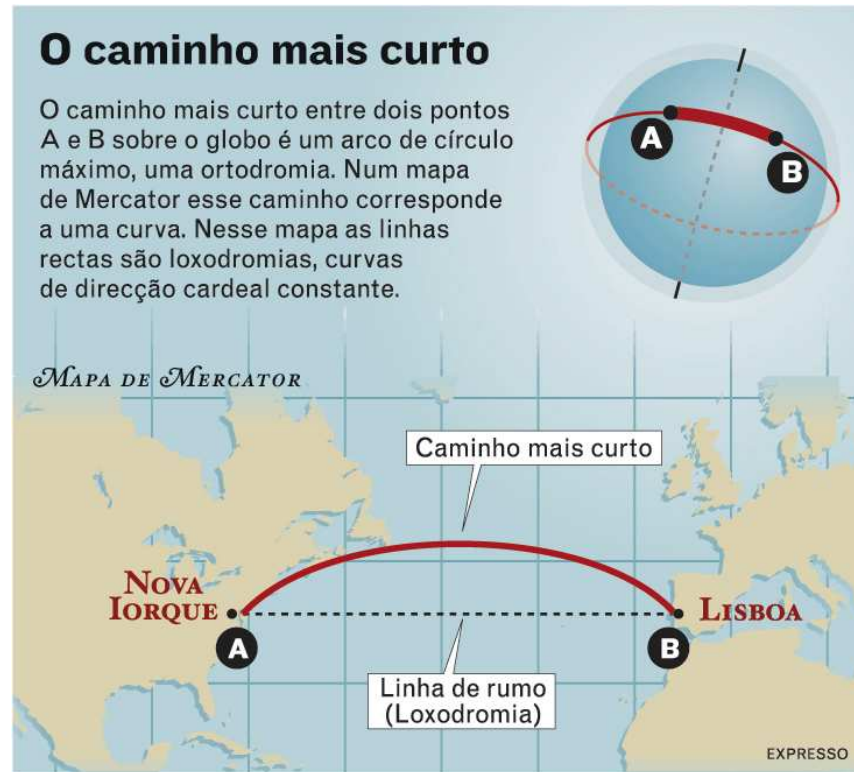 O caminho mais curto
O caminho mais curto entre dois pontos
A e B sobre o globo é um arco de círculo
máximo, uma ortodromia. Num mapa
de Mercator esse caminho corresponde
a uma curva. Nesse mapa as linhas
rectas são loxodromias, curvas
de direcção cardeal constante.
A
B
MAPA DE MERCATOR
Caminho mais curto
NOVA
IORQUE
LISBOA
A
B
Linha de rumo
(Loxodromia)
EXPRESSO